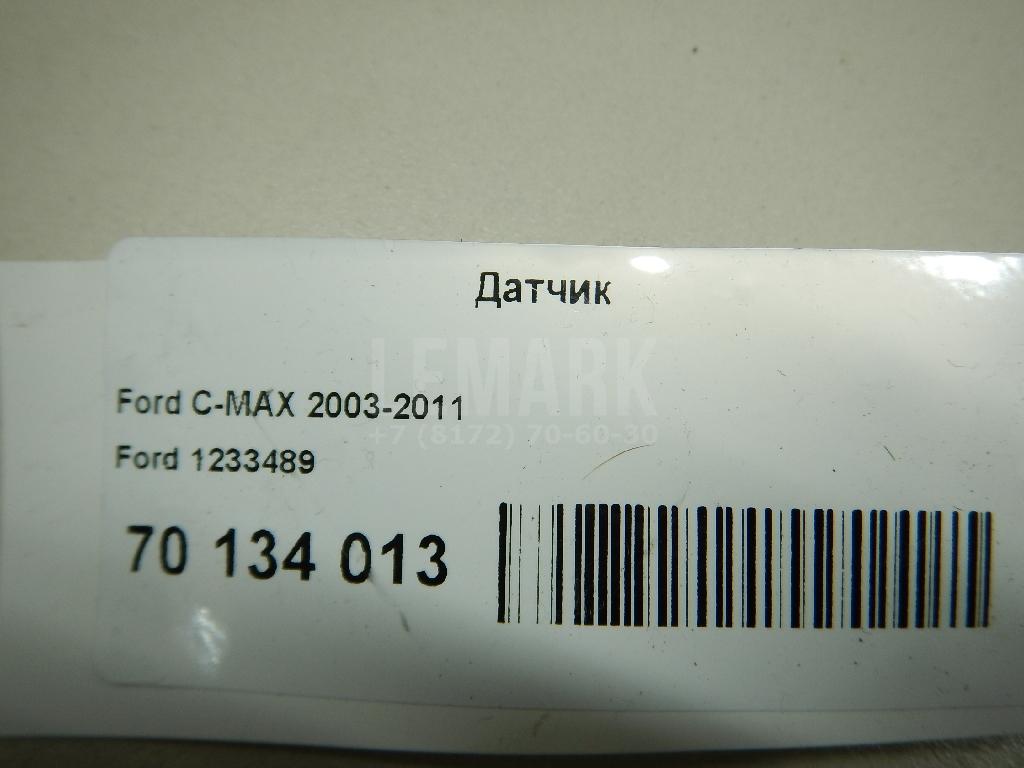 Датчик
LEMARK
Ford C-MAX 2003-2011
+7 (8172) 70-60-30
Ford 1233489
70 134 013